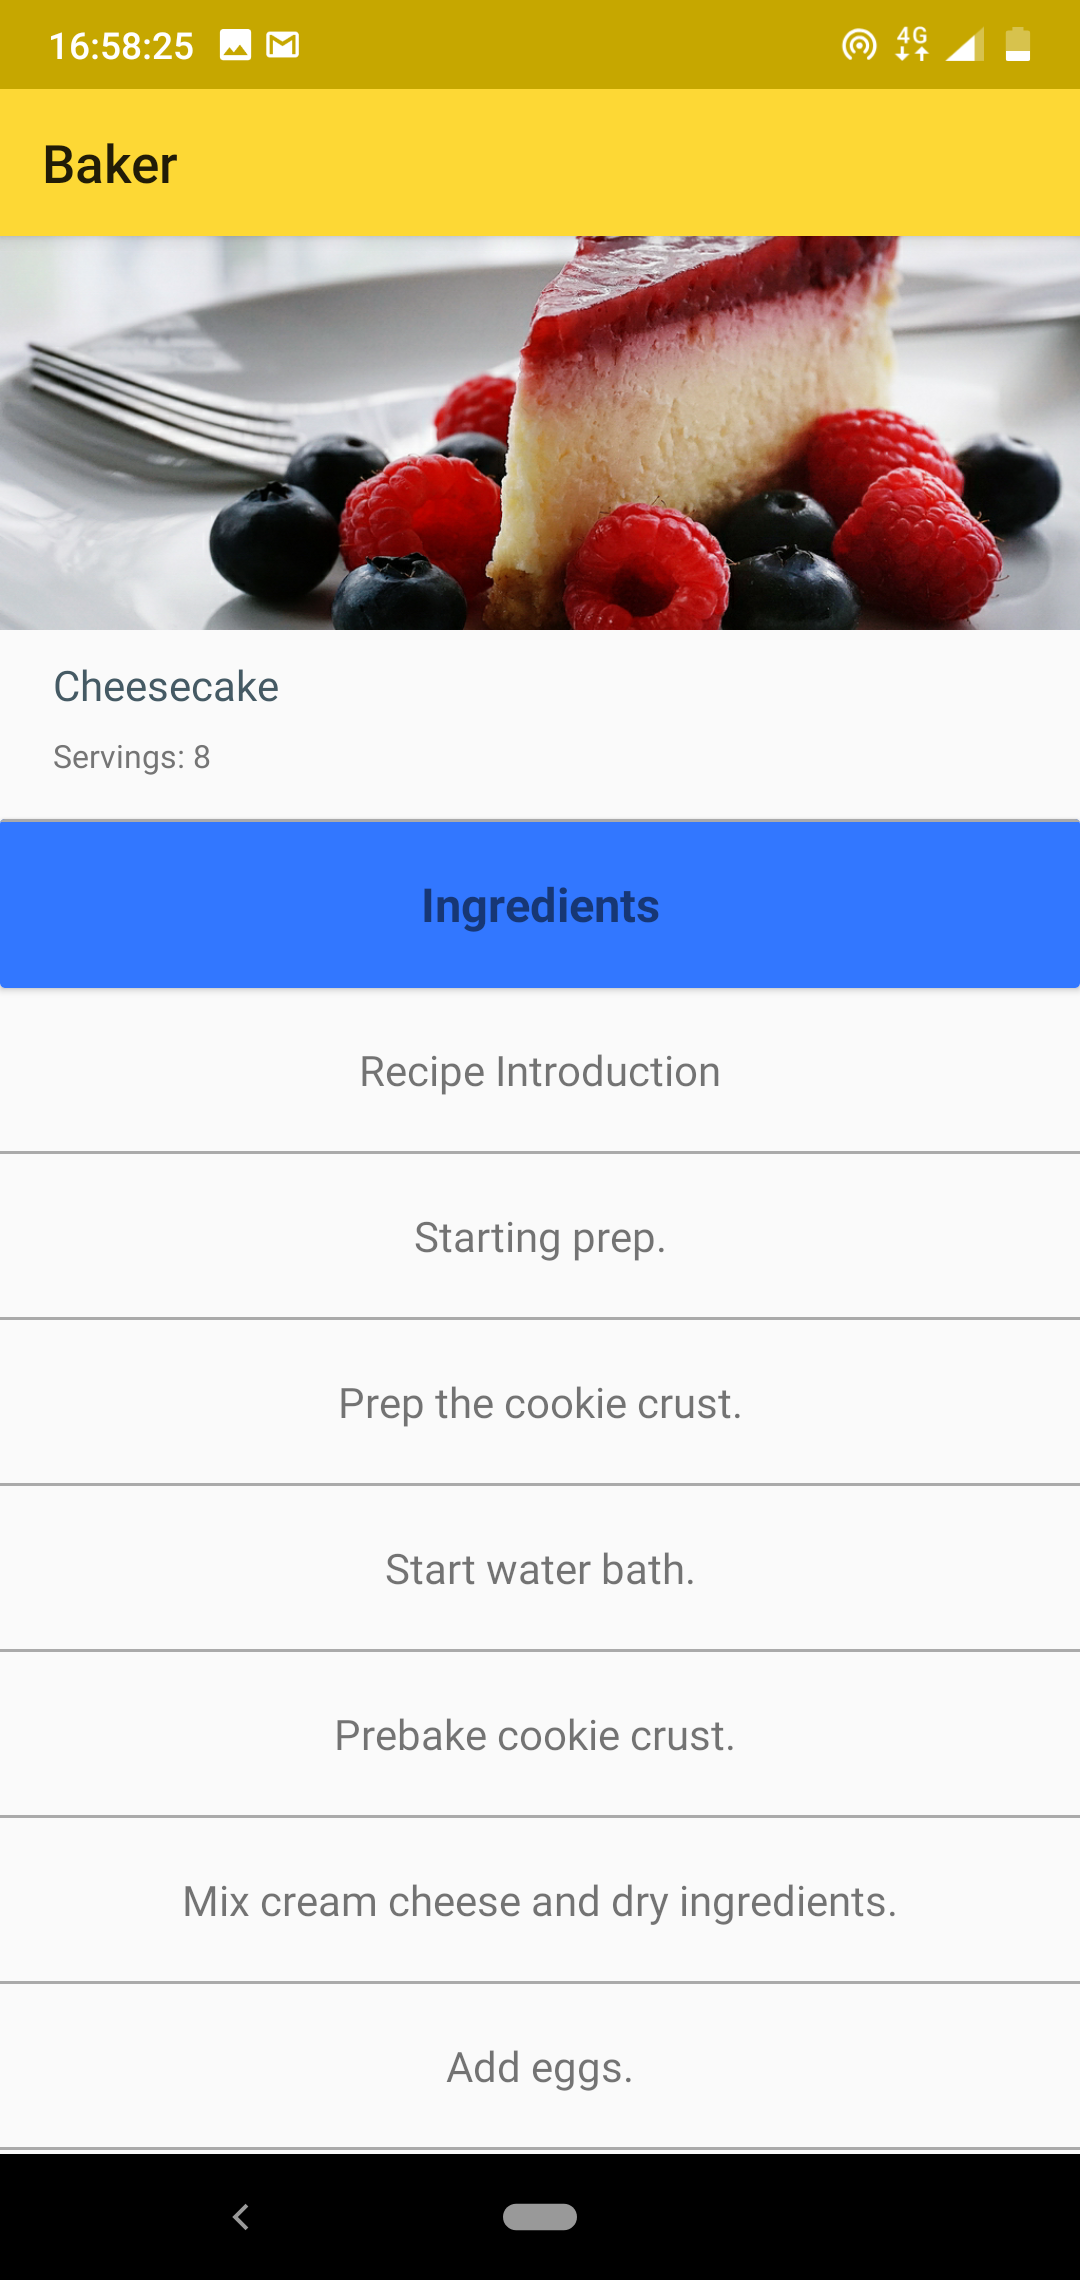 16:58:25
4G
Baker
Cheesecake
Servings: 8
Ingredients
Recipe Introduction
Starting prep.
Prep the cookie crust.
Start water bath.
Prebake cookie crust.
Mix cream cheese and dry ingredients.
Add eggs.